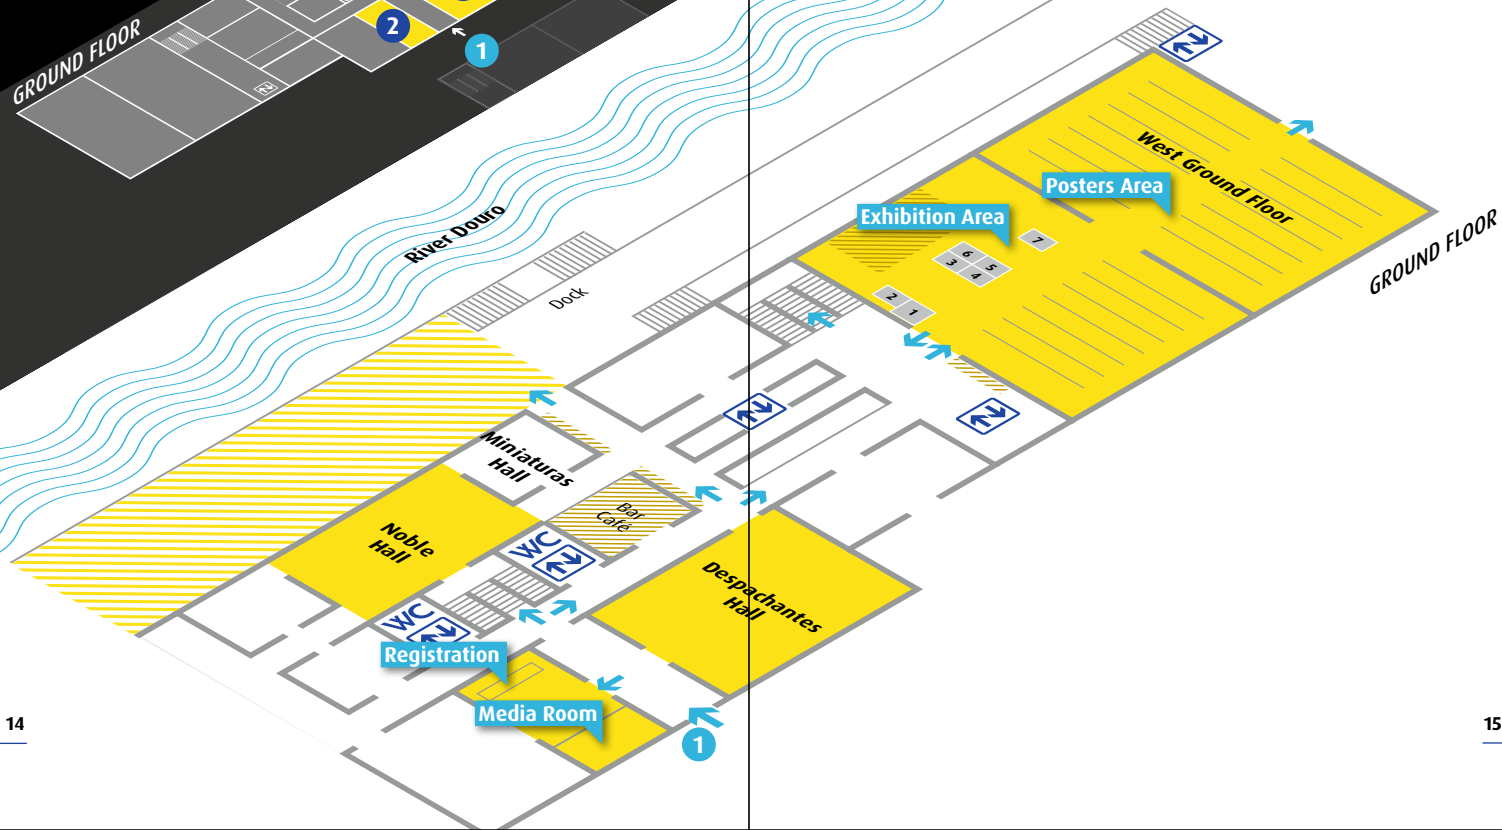 GROUND FLOOR
2
1
River Douro
Dock
West Ground Floor
Posters Area
Exhibition Area
7
6
5
3
4
2
1
GROUND FLOOR
Miniaturas
Hall
Bar
Café
Noble
Hall
WC
WC
Despachantes
Hall
Registration
Media Room
1
14
15